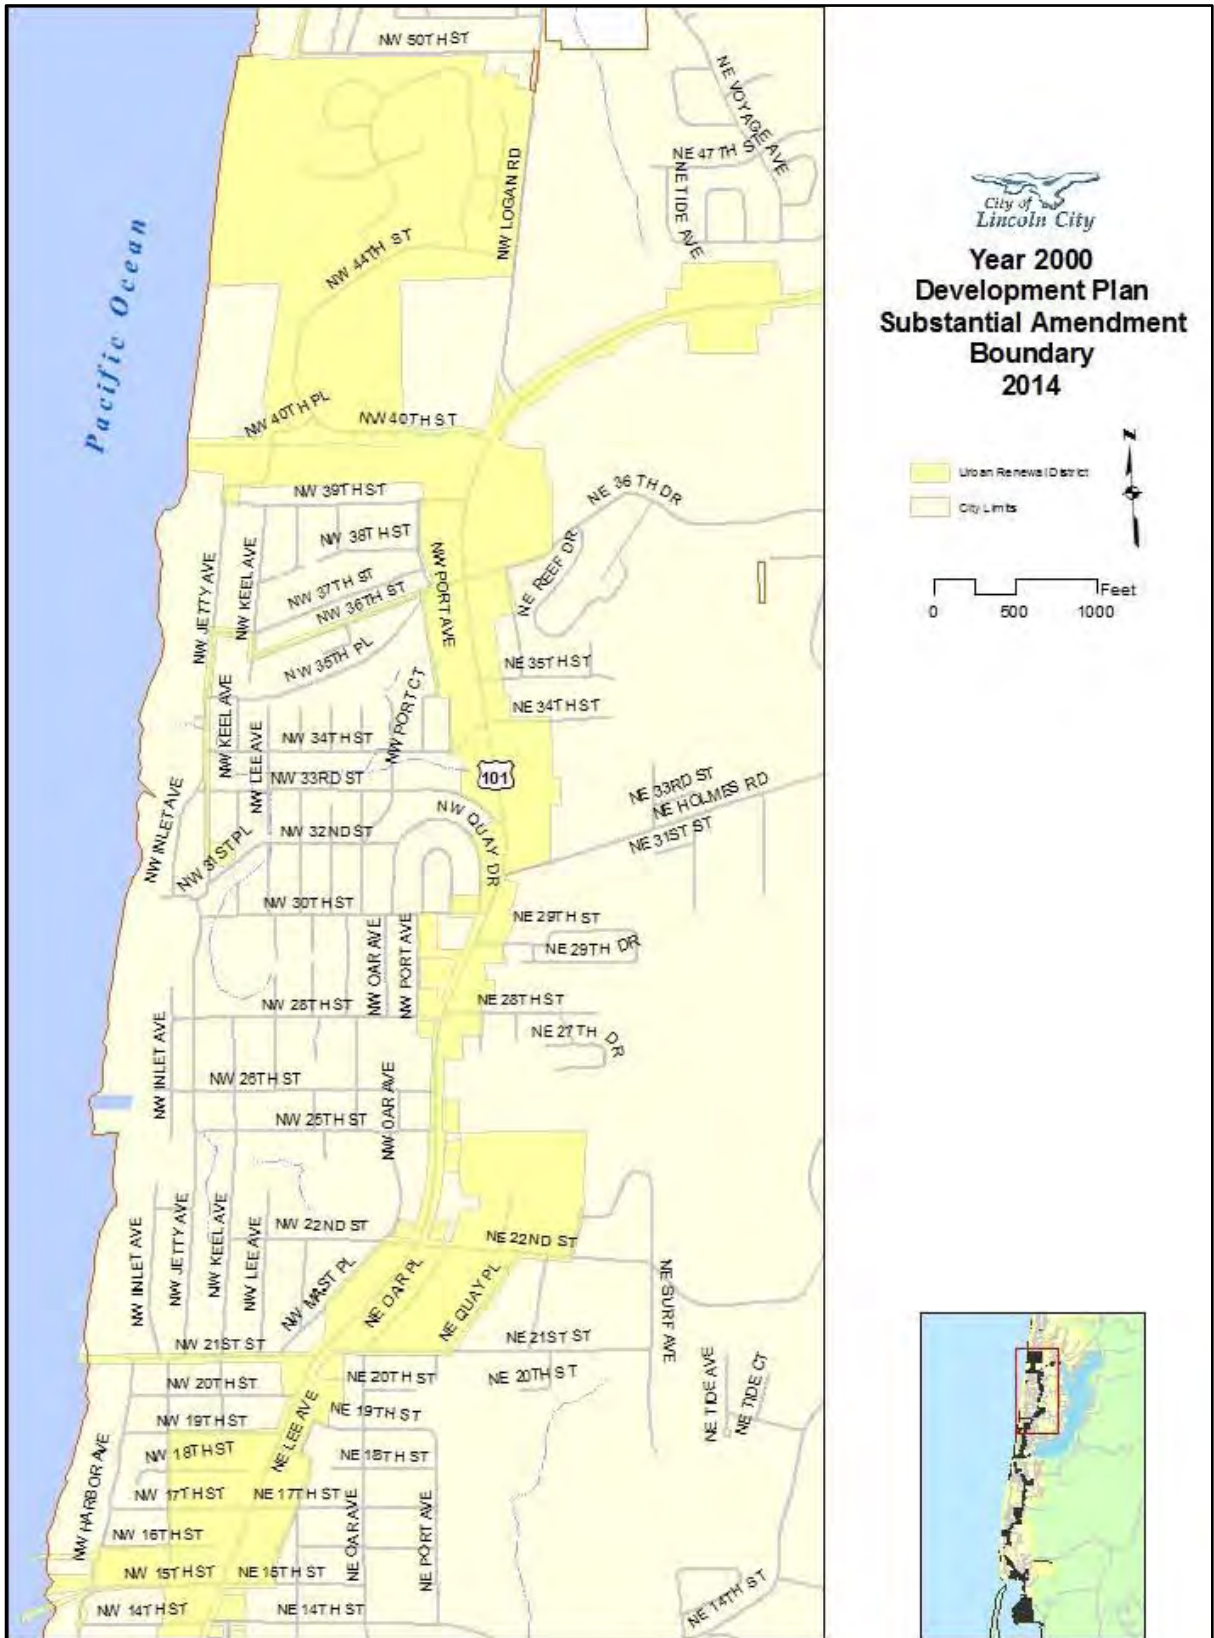 NW 50TH ST
NE VOYAGE AVE
NE 47TH ST
NE TIDE AVE
NW LOGAN RD
NW 44TH ST
Pacific Ocean
NW 40TH PL
NW 40TH ST
NW 39TH ST
NE 36TH DR
NW 38TH ST
NE REEF DR
NW PORT AVE
NW JETTY AVE
NW KEEL AVE
NW 37TH ST
NW 36TH ST
NW 35TH PL
NE 35TH ST
NW PORT CT
NE 34TH ST
NW KEEL AVE
NW LEE AVE
NW 34TH ST
NW 33RD ST
101
NE 33RD ST
NE HOLMES RD
NE 31ST ST
NW INLET AVE
NW 31ST PL
NW 32ND ST
NW QUAY DR
NW 30TH ST
NE 29TH ST
NE 29TH DR
NW OAR AVE
NW PORT AVE
NW 28TH ST
NE 28TH ST
NE 27TH DR
NW INLET AVE
NW 26TH ST
NW OAR AVE
NW 25TH ST
NW INLET AVE
NW JETTY AVE
NW KEEL AVE
NW LEE AVE
NW 22ND ST
NE 22ND ST
NW MAST PL
NE OAR PL
NE QUAY PL
NE SURF AVE
NW 21ST ST
NE 21ST ST
NW 20TH ST
NE 20TH ST
NE 20TH ST
NE TIDE AVE
NE TIDE CT
NW 19TH ST
NE 19TH ST
NE LEE AVE
NW HARBOR AVE
NW 18TH ST
NE 18TH ST
NW 17TH ST
NE 17TH ST
NE OAR AVE
NE PORT AVE
NW 16TH ST
NW 15TH ST
NE 15TH ST
NW 14TH ST
NE 14TH ST
NE 14TH ST
City of
Lincoln City
Year 2000
Development Plan
Substantial Amendment
Boundary
2014
N
Urban Renewal District
City Limits
Feet
0 500 1000